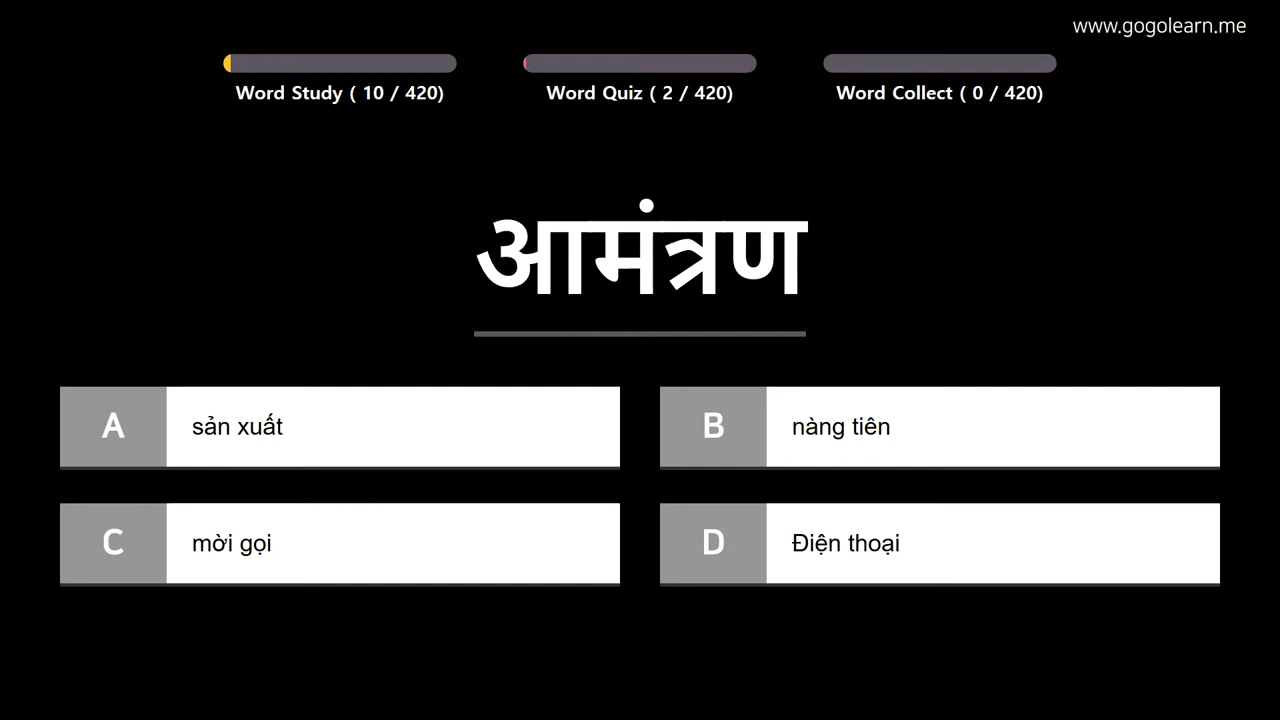 www.gogolearn.me
Word Study ( 10 / 420)
Word Quiz ( 2 / 420)
Word Collect ( 0 / 420)
आमंत्रण
A sản xuất
B nàng tiên
C mời gọi
D Điện thoại